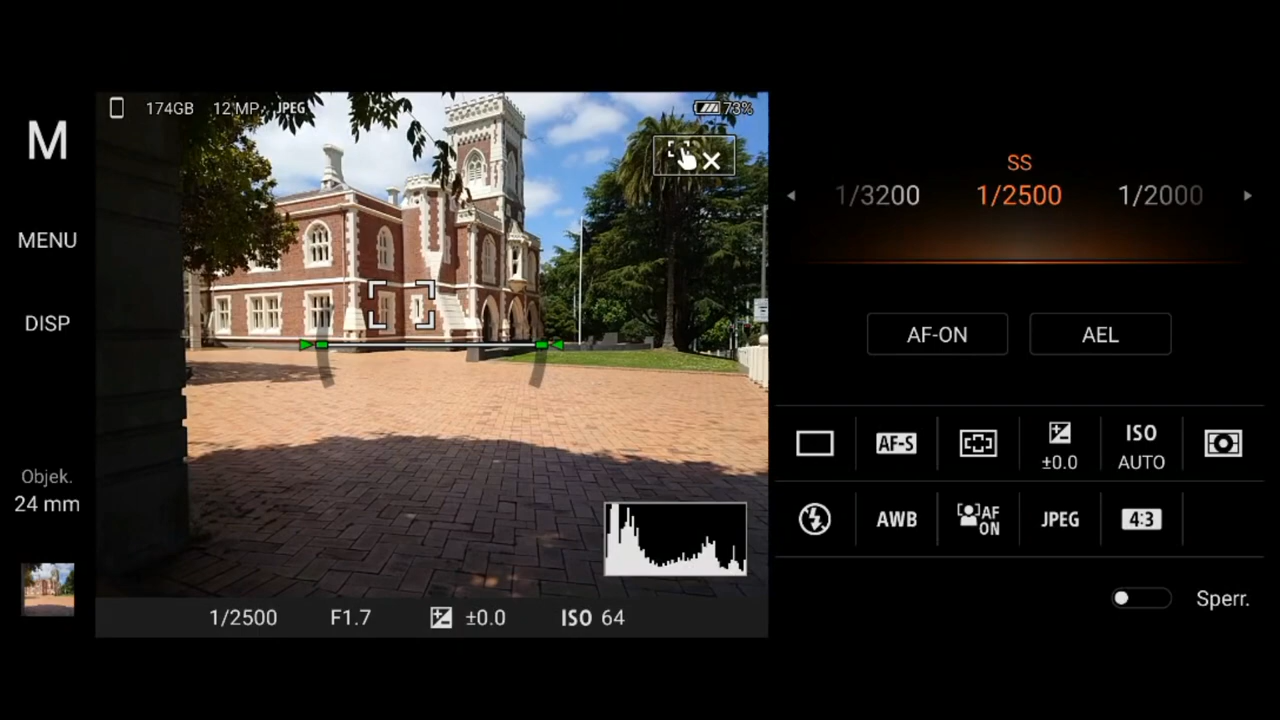 174GB 12 MP JPEG 73%
M
MENU
DISP
Objek.
24 mm
1/2500 F1.7 ±0.0 ISO 64
SS
1/3200 1/2500 1/2000
AF-ON AEL
AF-S ±0.0 ISO AUTO
AWB AF ON JPEG 4:3
Sperr.